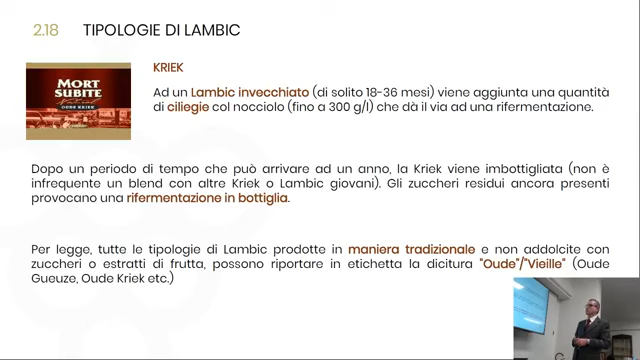 2.18 TIPOLOGIE DI LAMBIC
KRIEK
MORT
SUBITE
OUDE KRIEK
Ad un Lambic invecchiato (di solito 18-36 mesi) viene aggiunta una quantità
di ciliegie col nocciolo (fino a 300 g/l) che dà il via ad una rifermentazione.
Dopo un periodo di tempo che può arrivare ad un anno, la Kriek viene imbottigliata (non è
infrequente un blend con altre Kriek o Lambic giovani). Gli zuccheri residui ancora presenti
provocano una rifermentazione in bottiglia.
Per legge, tutte le tipologie di Lambic prodotte in maniera tradizionale e non addolcite con
zuccheri o estratti di frutta, possono riportare in etichetta la dicitura "Oude"/"Vieille" (Oude
Gueuze, Oude Kriek etc.)